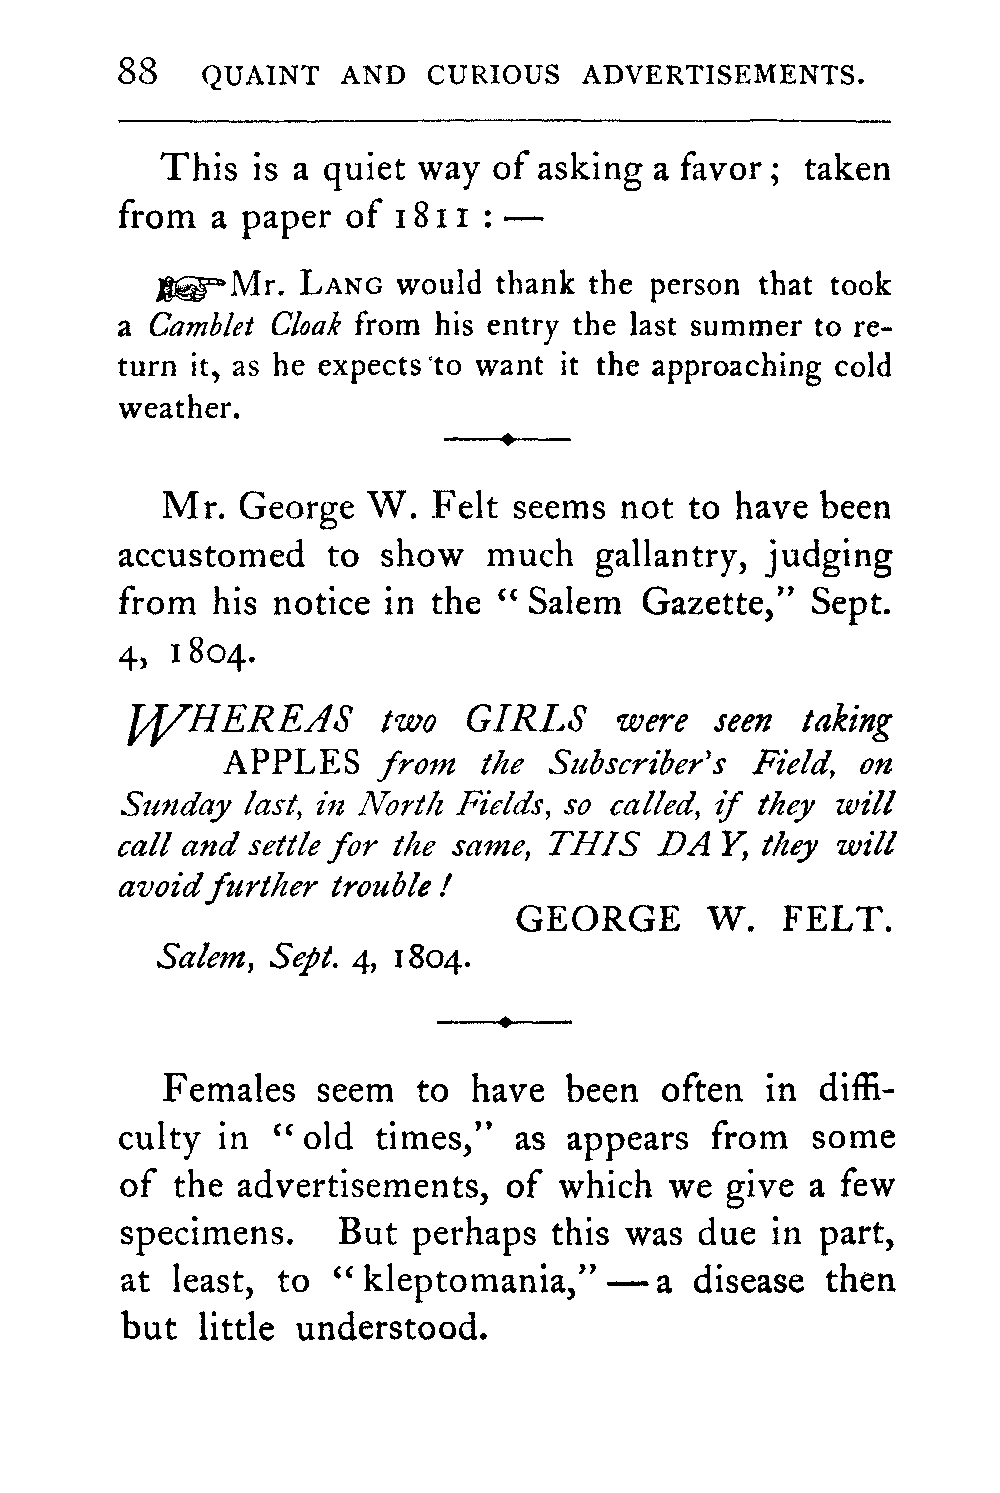 88 QUAINT AND CURIOUS ADVERTISEMENTS.
This is a quiet way of asking a favor; taken
from a paper of 1811:—
☞Mr. LANG would thank the person that took
a Camblet Cloak from his entry the last summer to re-
turn it, as he expects to want it the approaching cold
weather.
Mr. George W. Felt seems not to have been
accustomed to show much gallantry, judging
from his notice in the “Salem Gazette,” Sept.
4, 1804.
WHEREAS two GIRLS were seen taking
APPLES from the Subscriber's Field, on
Sunday last, in North Fields, so called, if they will
call and settle for the same, THIS DAY, they will
avoid further trouble!
GEORGE W. FELT.
Salem, Sept. 4, 1804.
Females seem to have been often in diffi-
culty in “old times,” as appears from some
of the advertisements, of which we give a few
specimens. But perhaps this was due in part,
at least, to “kleptomania,”—a disease then
but little understood.